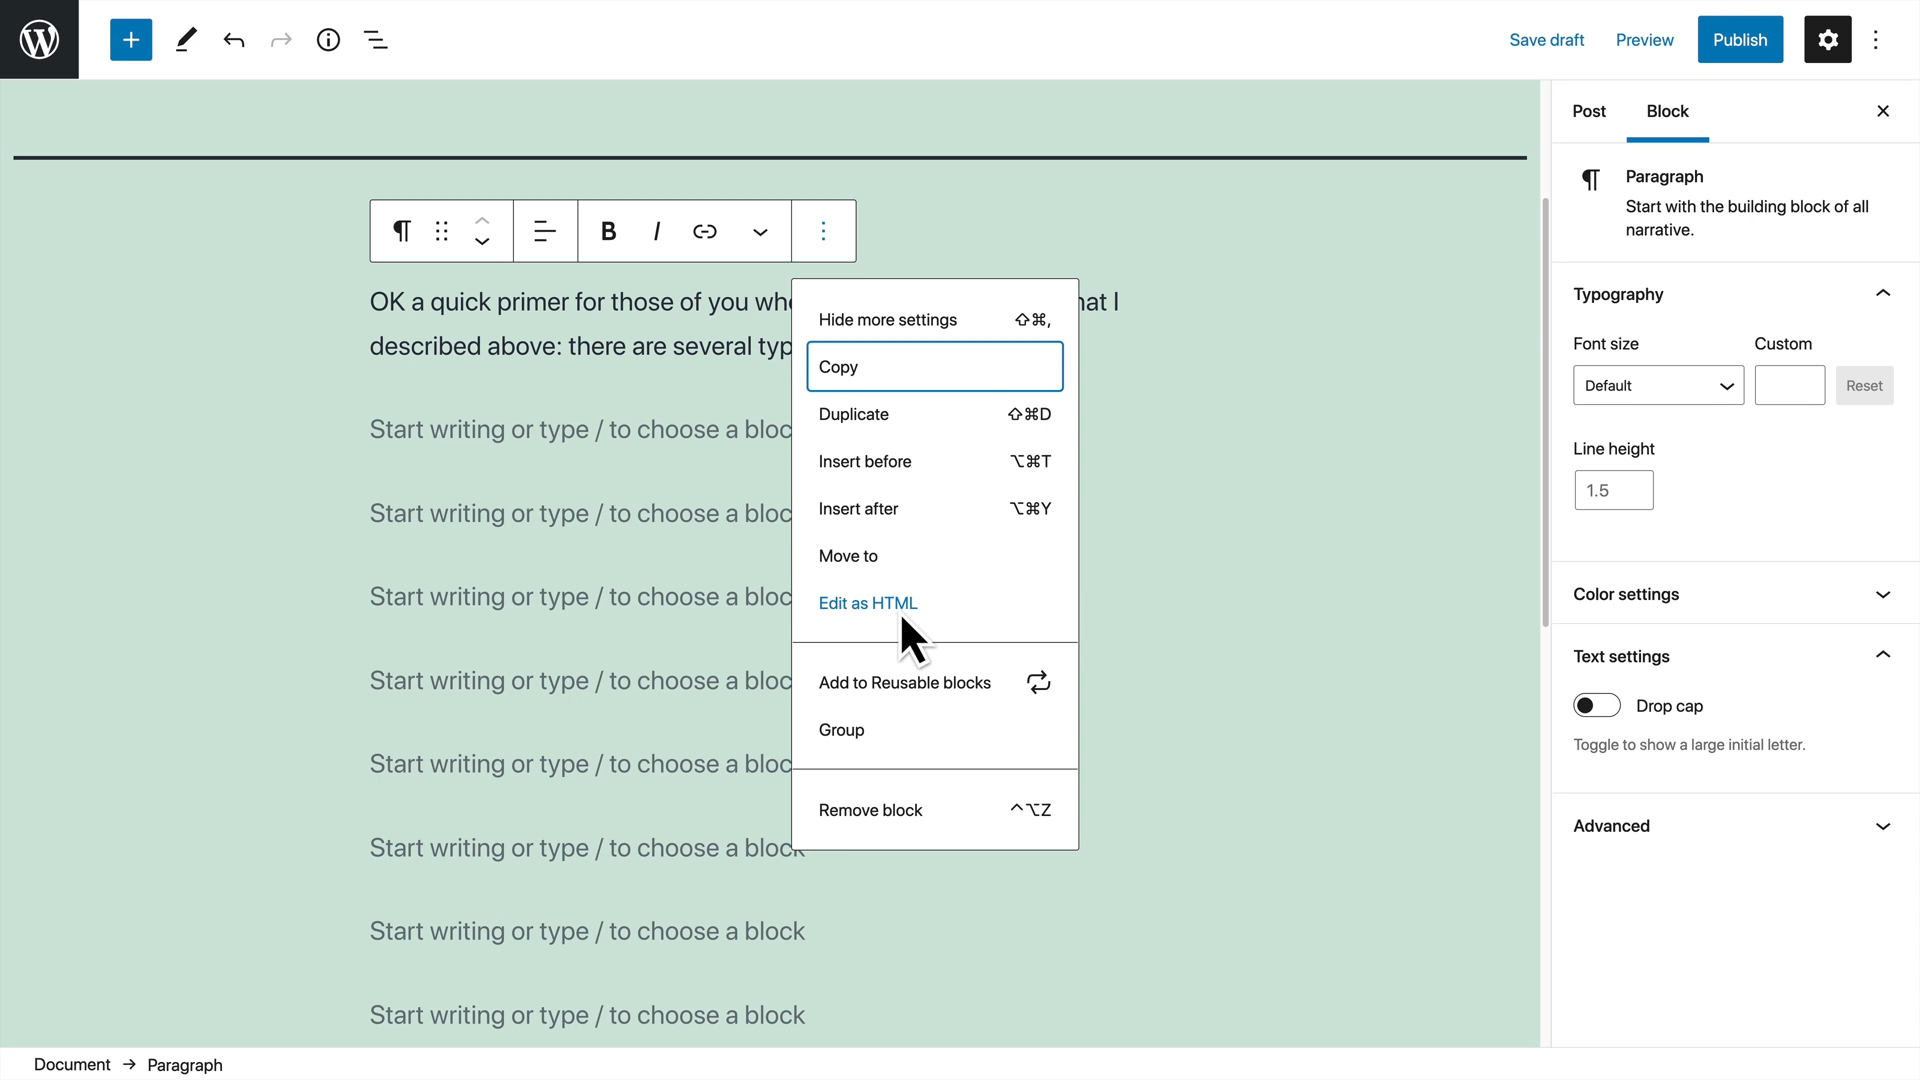 Save draft
Preview
Publish
Post
Block
Paragraph
Start with the building block of all
narrative.
Typography
Font size
Custom
Default
Reset
Line height
1.5
Color settings
Text settings
Drop cap
Toggle to show a large initial letter.
Advanced
B I
OK a quick primer for those of you wh
hat I
described above: there are several typ
Start writing or type / to choose a bloc
Start writing or type / to choose a bloc
Start writing or type / to choose a bloc
Start writing or type / to choose a bloc
Start writing or type / to choose a bloc
Start writing or type / to choose a block
Start writing or type / to choose a block
Start writing or type / to choose a block
Hide more settings ⇧⌘,
Copy
Duplicate ⇧⌘D
Insert before ⌥⌘T
Insert after ⌥⌘Y
Move to
Edit as HTML
Add to Reusable blocks
Group
Remove block ^⌥Z
Document → Paragraph